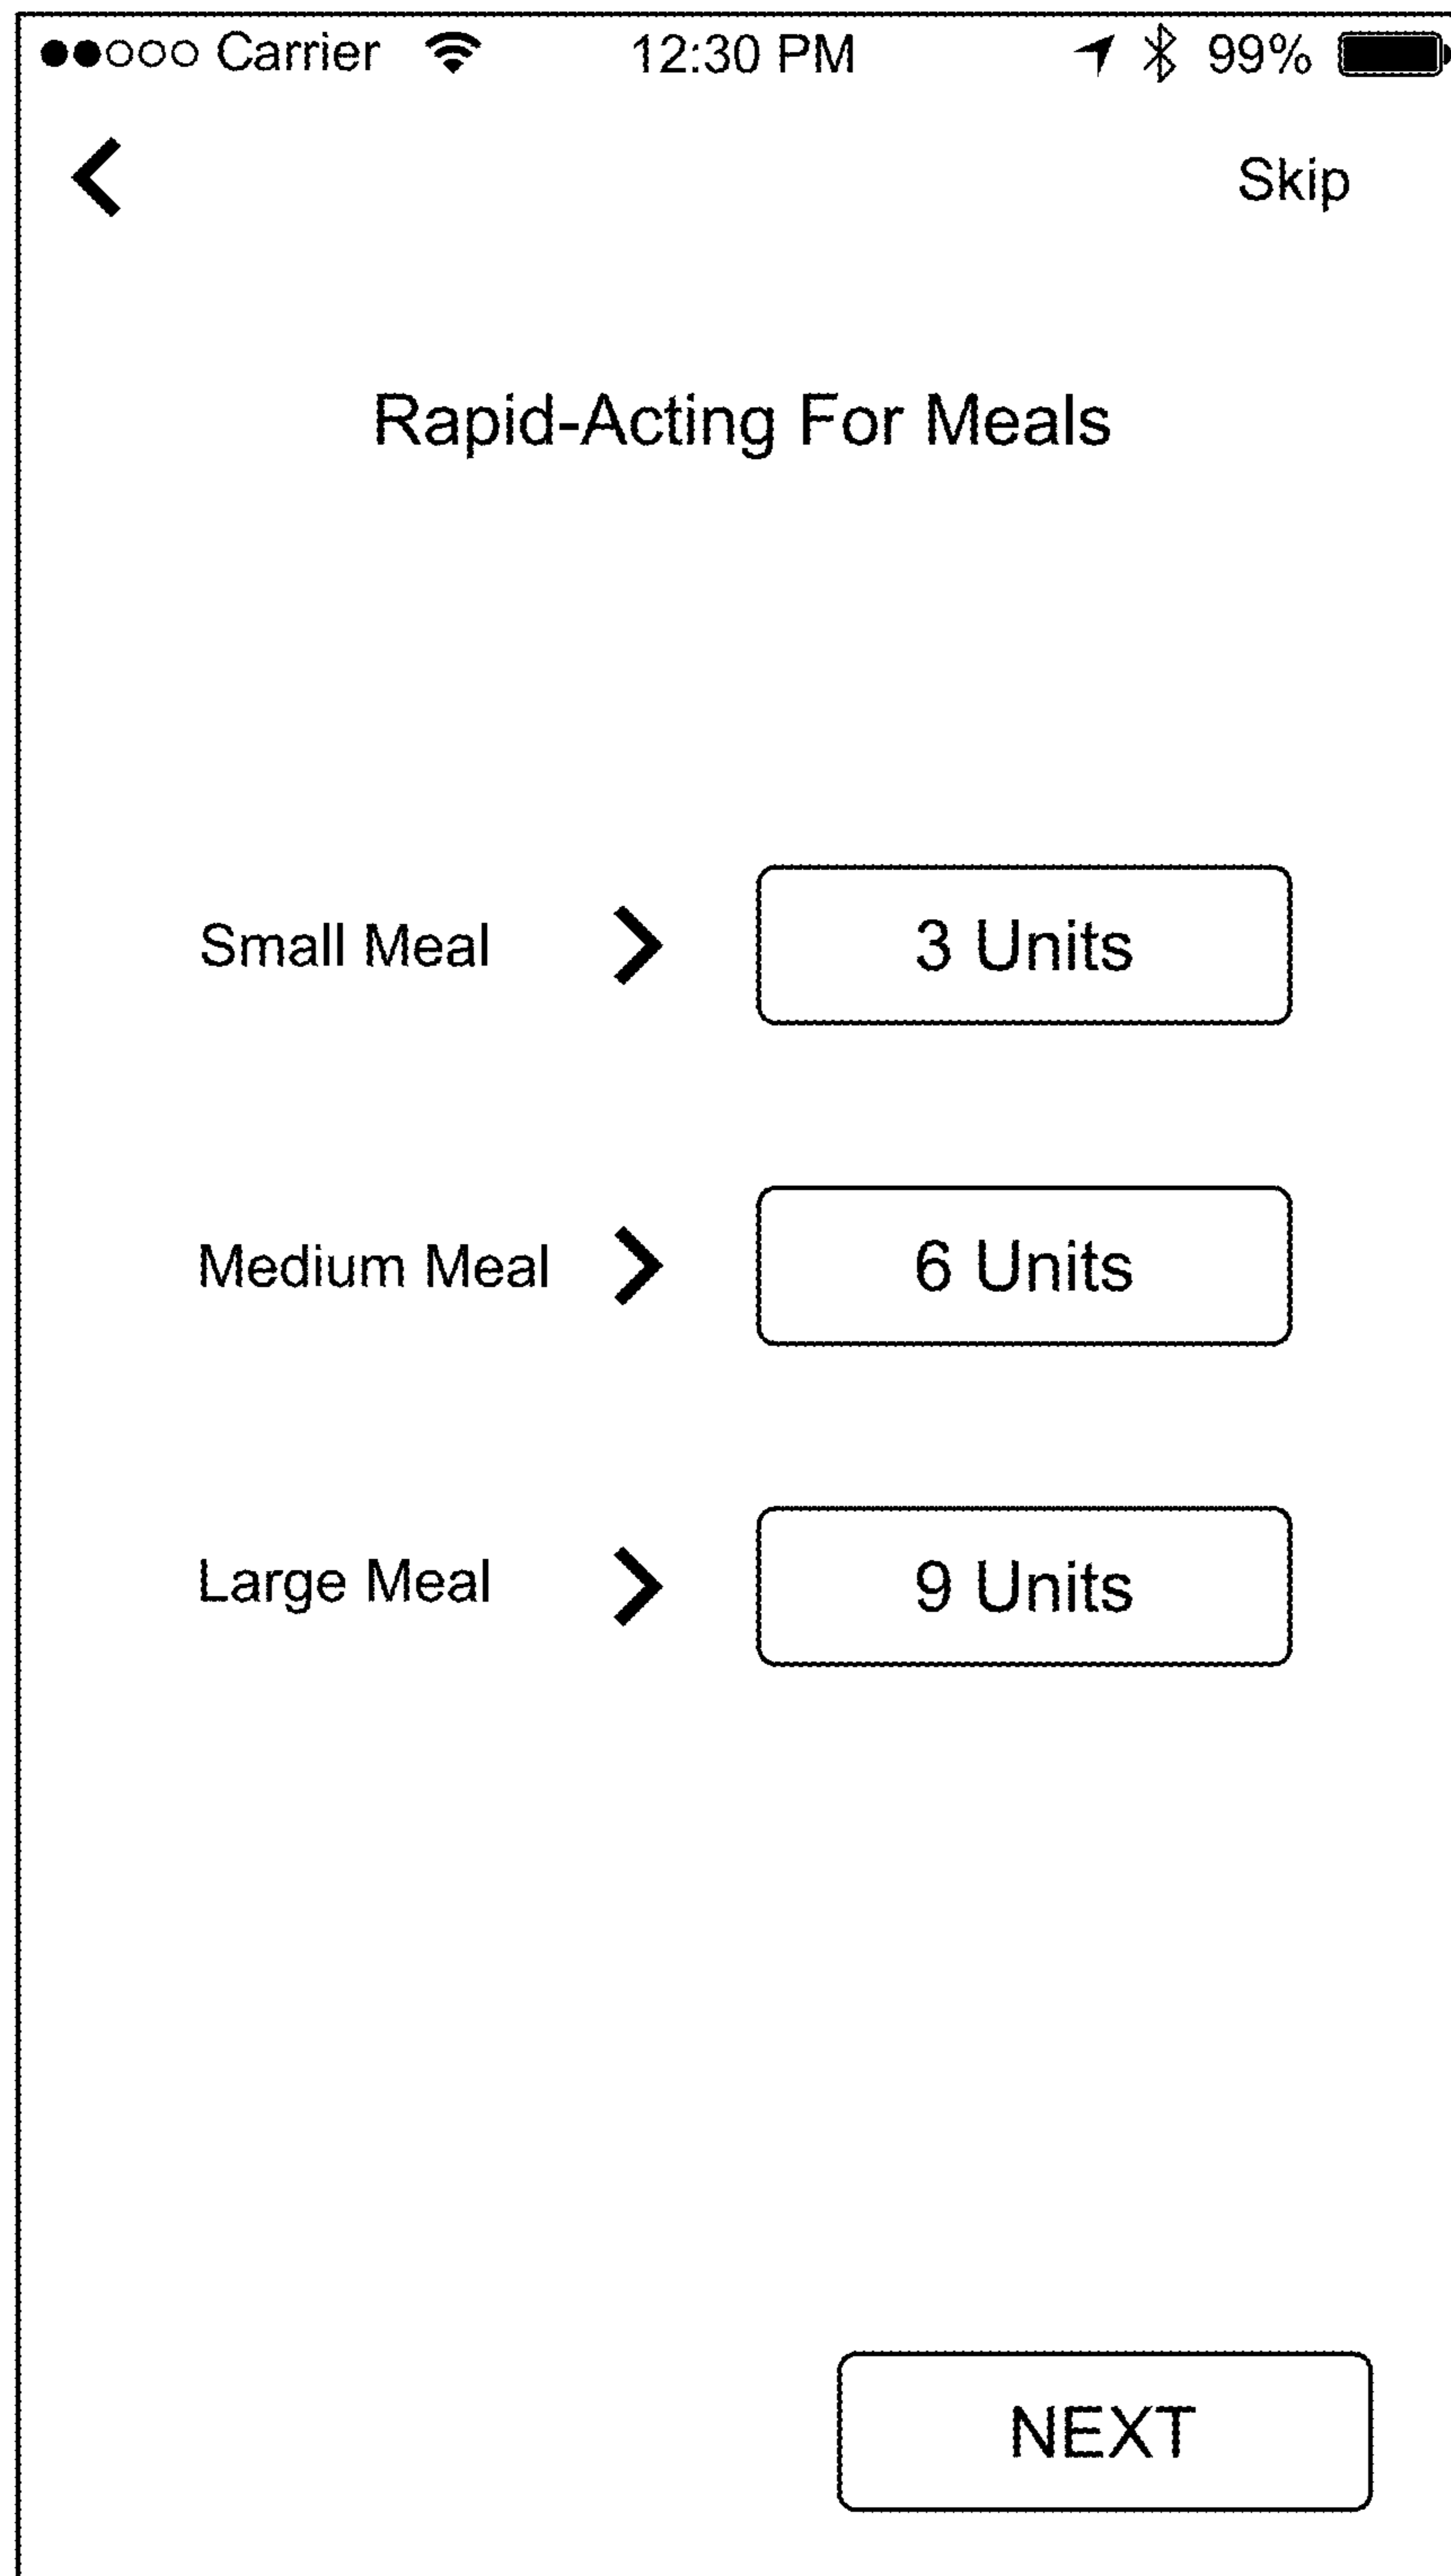 Carrier 12:30 PM 99%
Skip
Rapid-Acting For Meals
Small Meal 3 Units
Medium Meal 6 Units
Large Meal 9 Units
NEXT